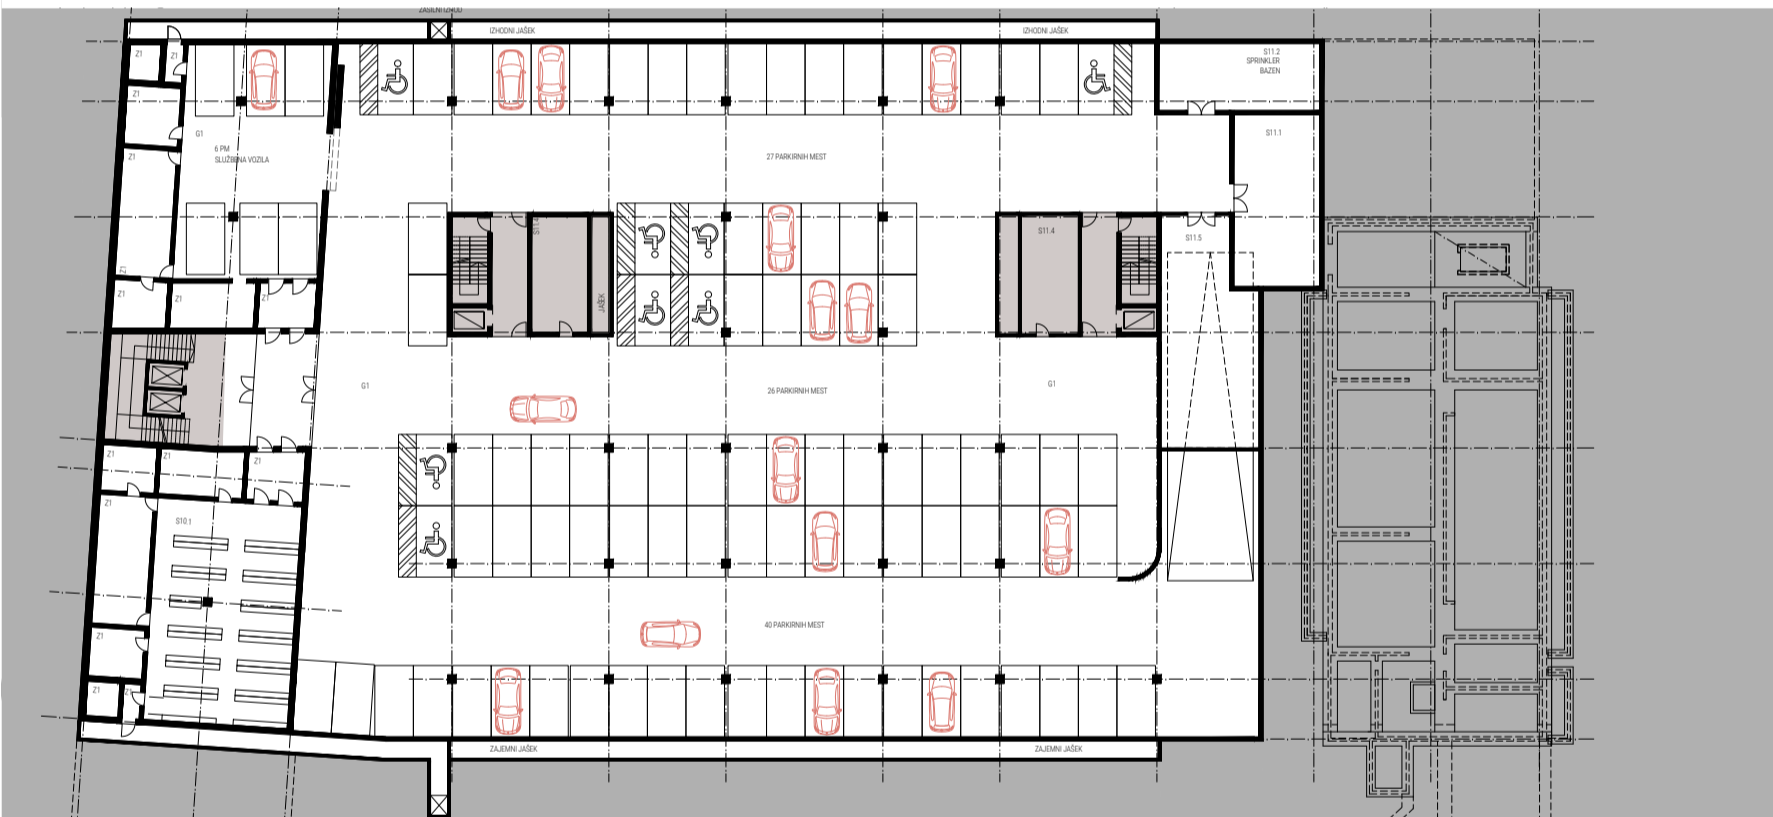 ZASILNI IZHOD
IZHODNI JAŠEK
IZHODNI JAŠEK
Z1
Z1
S11.2
SPRINKLER
BAZEN
Z1
G1
S11.1
6 PM
SLUŽBENA VOZILA
27 PARKIRNIH MEST
Z1
S11.4
S11.5
Z1
Z1
Z1
Z1
JAŠEK
G1
26 PARKIRNIH MEST
G1
Z1
Z1
Z1
Z1
S10.1
Z1
40 PARKIRNIH MEST
Z1
Z1
ZAJEMNI JAŠEK
ZAJEMNI JAŠEK